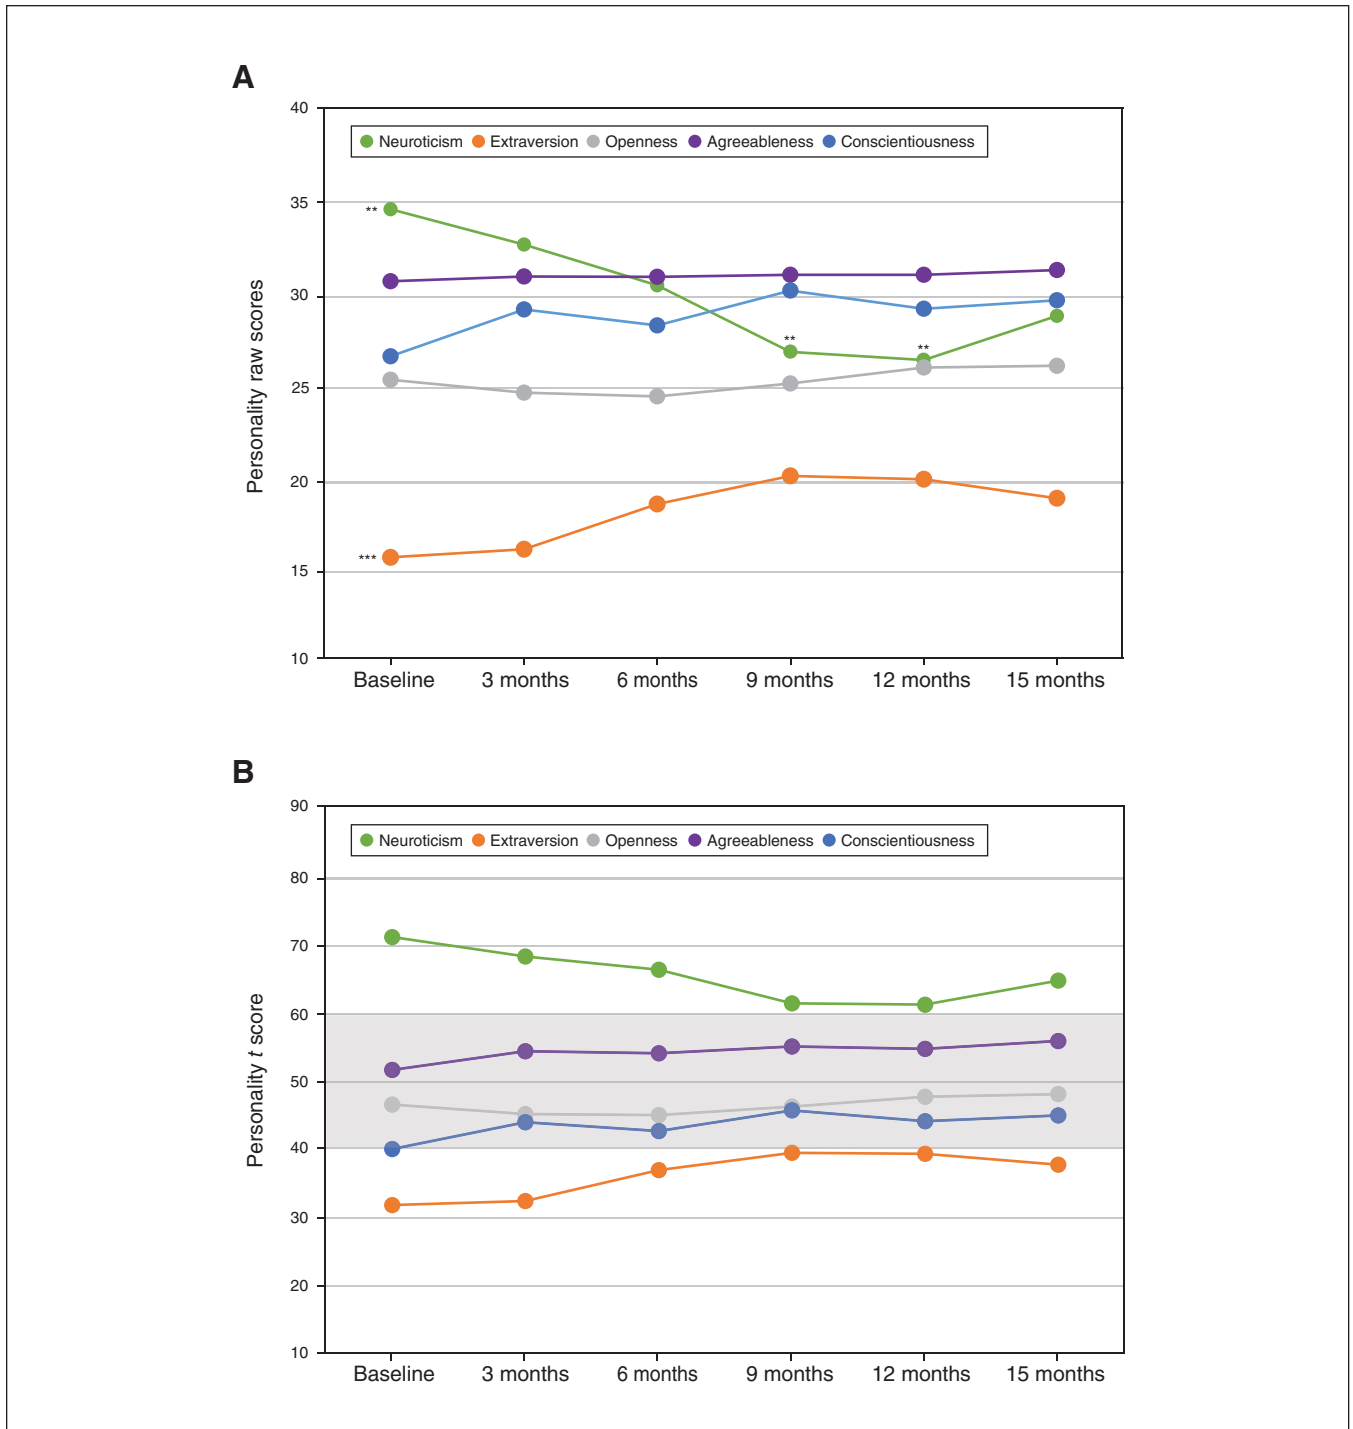 A
40
Neuroticism Extraversion Openness Agreeableness Conscientiousness
35
**
30
**
**
25
20
***
15
10
Personality raw scores
Baseline 3 months 6 months 9 months 12 months 15 months
B
90
Neuroticism Extraversion Openness Agreeableness Conscientiousness
80
70
60
50
40
30
20
10
Personality t score
Baseline 3 months 6 months 9 months 12 months 15 months